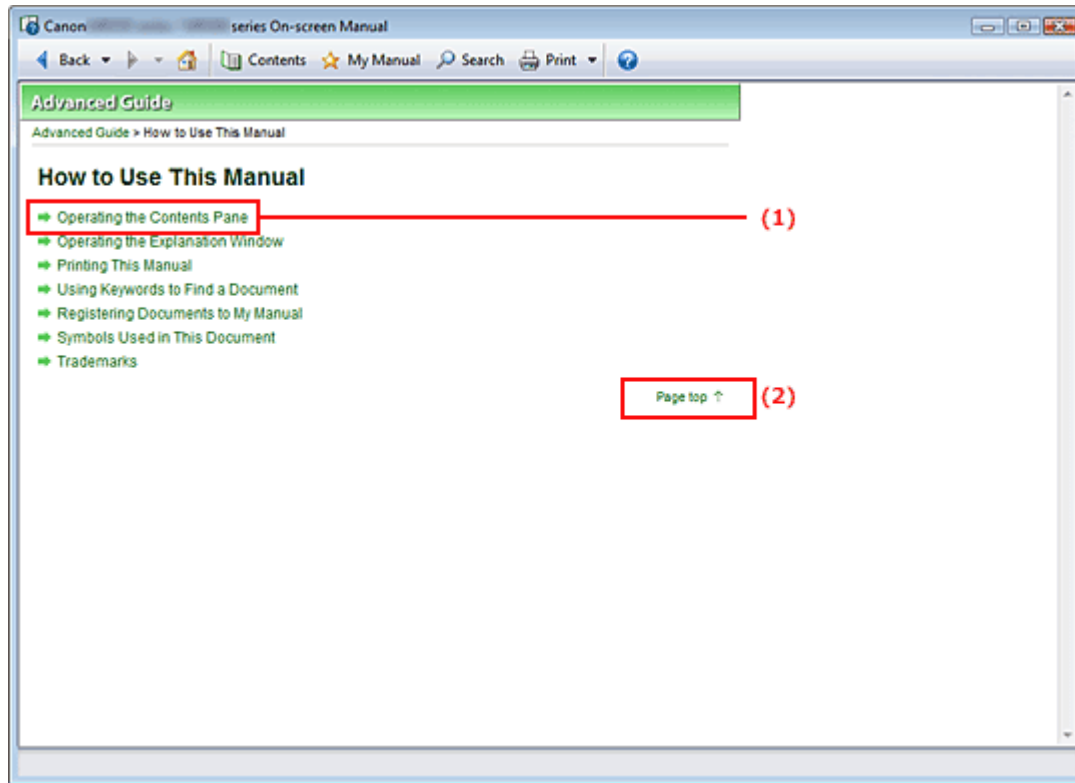 Canon series On-screen Manual
Back Contents My Manual Search Print
Advanced Guide
Advanced Guide > How to Use This Manual
How to Use This Manual
Operating the Contents Pane
(1)
Operating the Explanation Window
Printing This Manual
Using Keywords to Find a Document
Registering Documents to My Manual
Symbols Used in This Document
Trademarks
Page top ↑
(2)